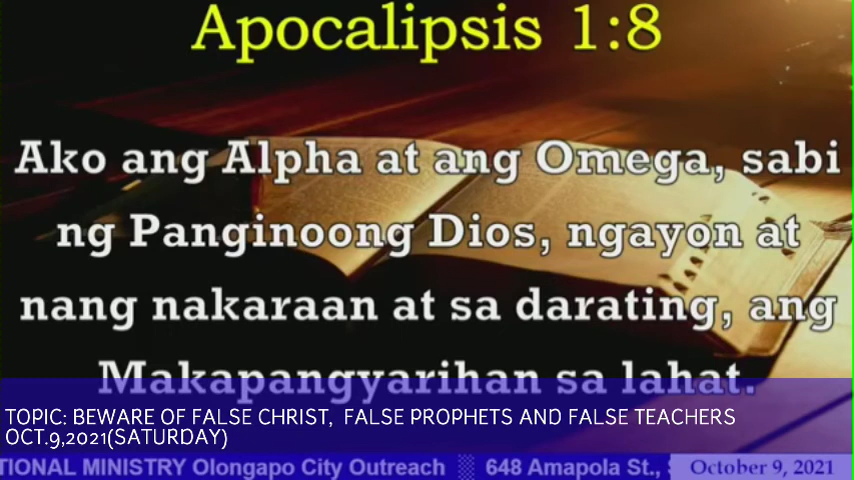 Apocalipsis 1:8
Ako ang Alpha at ang Omega, sabi
ng Panginoong Dios, ngayon at
nang nakaraan at sa darating, ang
Makapangyarihan sa lahat.
TOPIC: BEWARE OF FALSE CHRIST, FALSE PROPHETS AND FALSE TEACHERS
OCT.9,2021(SATURDAY)
TIONAL MINISTRY Olongapo City Outreach ░ 648 Amapola St., October 9, 2021